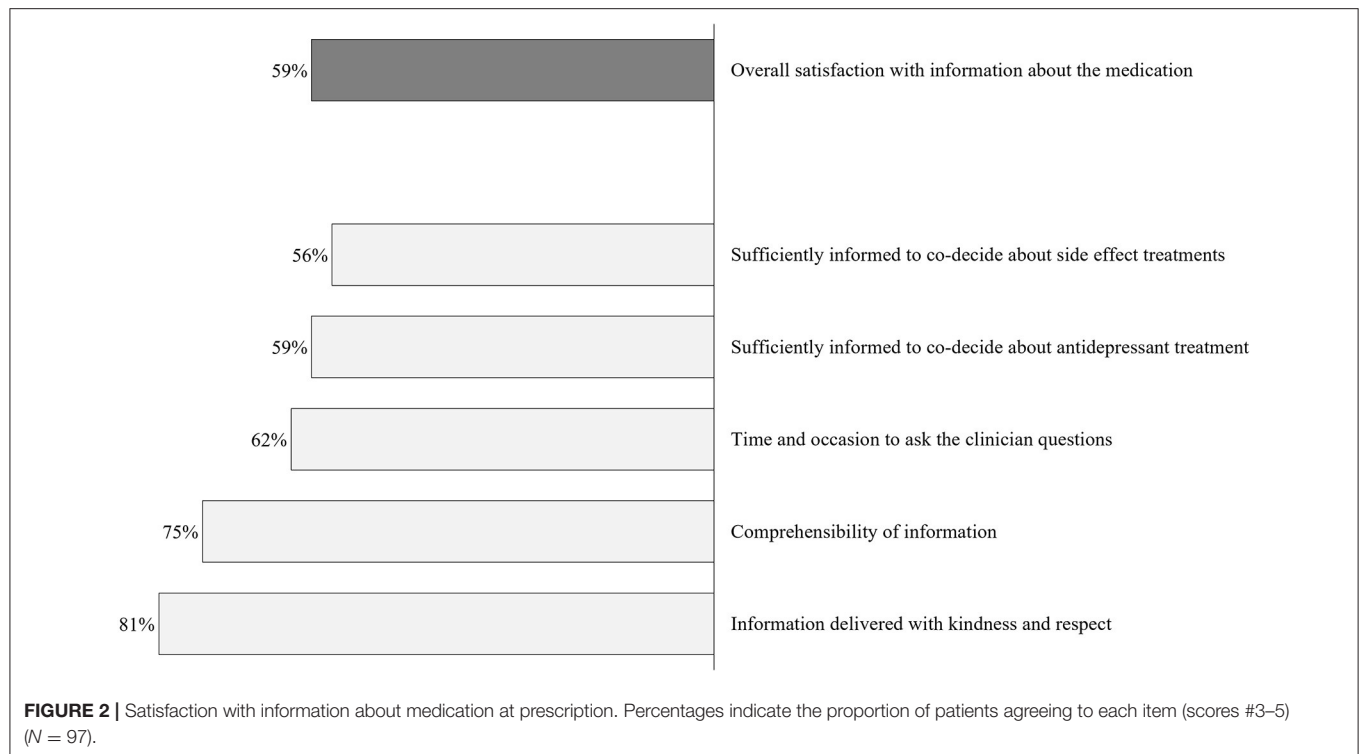 59% Overall satisfaction with information about the medication
56% Sufficiently informed to co-decide about side effect treatments
59% Sufficiently informed to co-decide about antidepressant treatment
62% Time and occasion to ask the clinician questions
75% Comprehensibility of information
81% Information delivered with kindness and respect
FIGURE 2 | Satisfaction with information about medication at prescription. Percentages indicate the proportion of patients agreeing to each item (scores #3–5)
(N = 97).